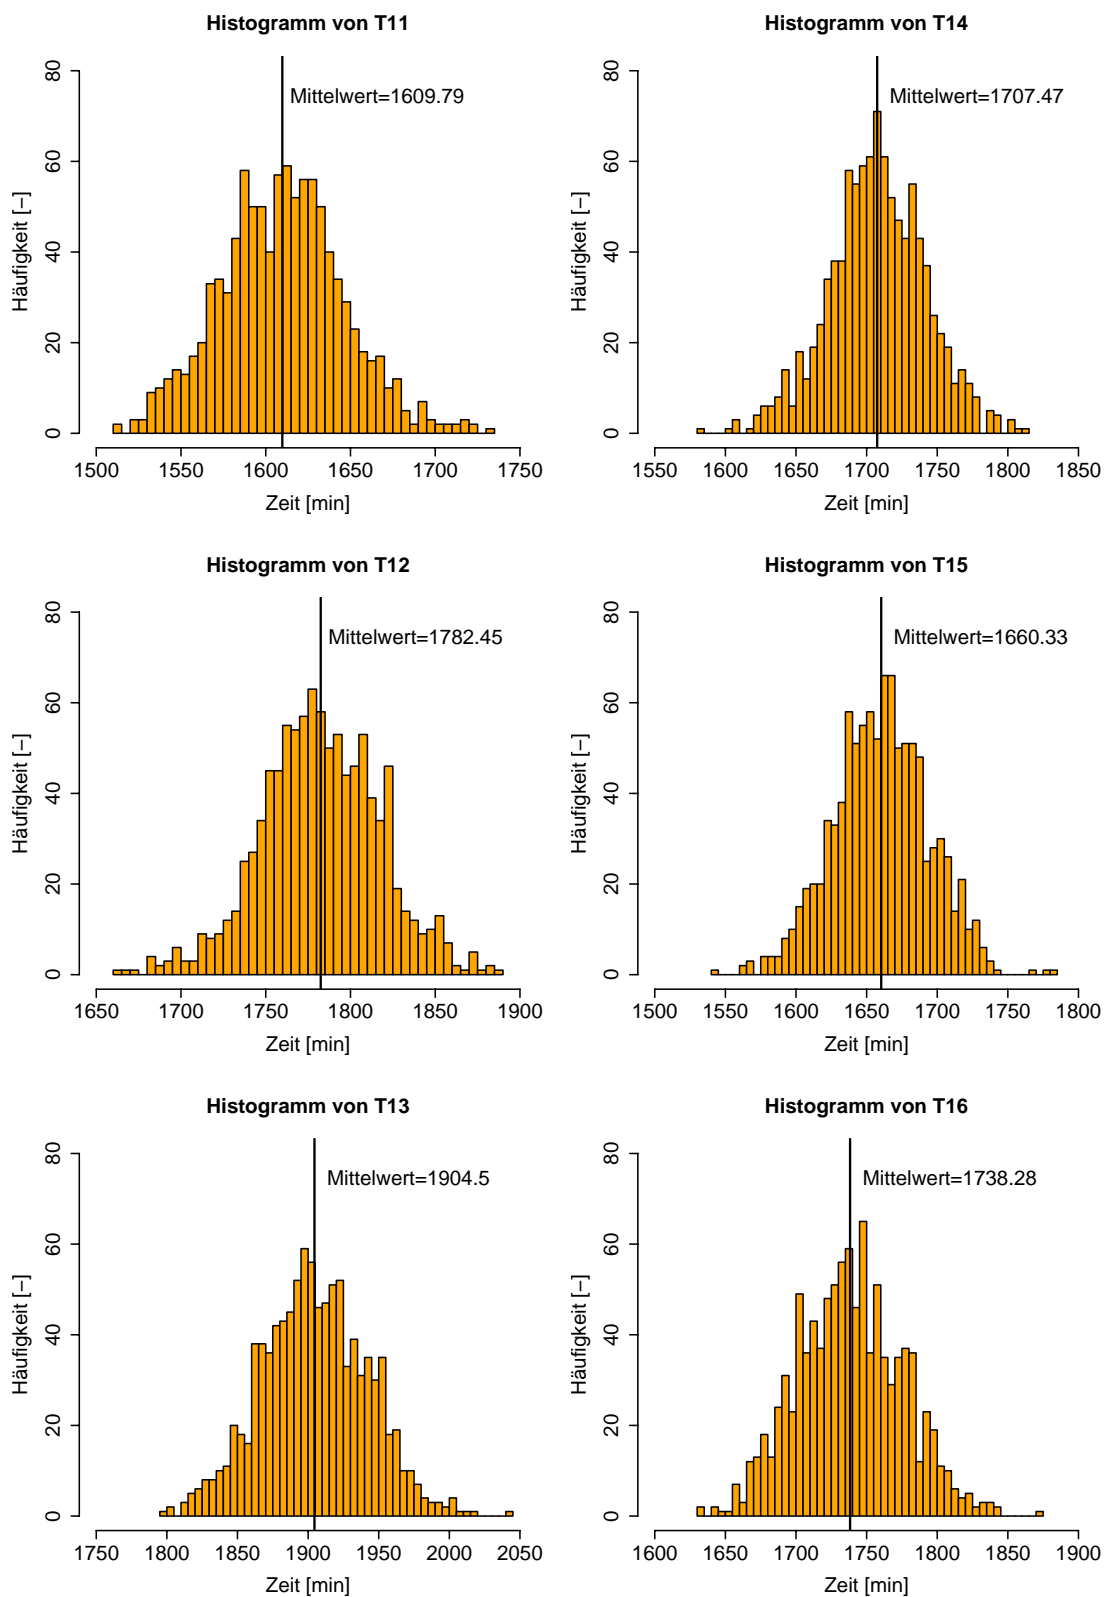 Histogramm von T11
Mittelwert=1609.79
Häufigkeit [−]
80
60
40
20
0
1500 1550 1600 1650 1700 1750
Zeit [min]
Histogramm von T14
Mittelwert=1707.47
Häufigkeit [−]
80
60
40
20
0
1550 1600 1650 1700 1750 1800 1850
Zeit [min]
Histogramm von T12
Mittelwert=1782.45
Häufigkeit [−]
80
60
40
20
0
1650 1700 1750 1800 1850 1900
Zeit [min]
Histogramm von T15
Mittelwert=1660.33
Häufigkeit [−]
80
60
40
20
0
1500 1550 1600 1650 1700 1750 1800
Zeit [min]
Histogramm von T13
Mittelwert=1904.5
Häufigkeit [−]
80
60
40
20
0
1750 1800 1850 1900 1950 2000 2050
Zeit [min]
Histogramm von T16
Mittelwert=1738.28
Häufigkeit [−]
80
60
40
20
0
1600 1650 1700 1750 1800 1850 1900
Zeit [min]